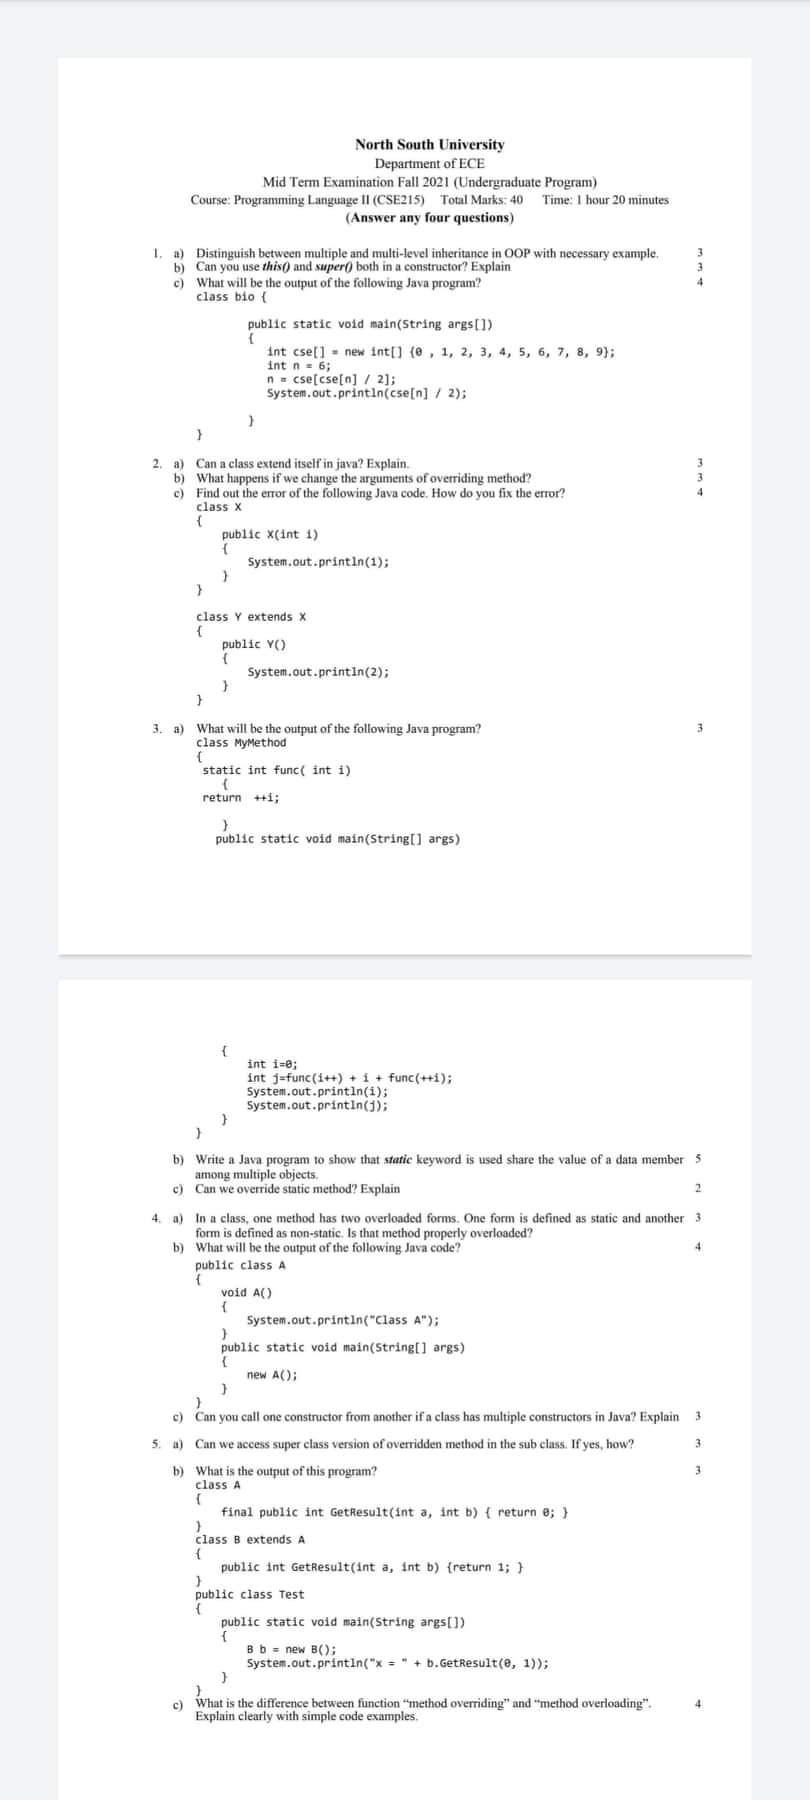 North South University
Department of ECE
Mid Term Examination Fall 2021 (Undergraduate Program)
Course: Programming Language II (CSE215) Total Marks: 40 Time: 1 hour 20 minutes
(Answer any four questions)
1. a) Distinguish between multiple and multi-level inheritance in OOP with necessary example. 3
b) Can you use this() and super() both in a constructor? Explain 3
c) What will be the output of the following Java program? 4
class bio {
public static void main(String args[])
{
int cse[] = new int[] {0 , 1, 2, 3, 4, 5, 6, 7, 8, 9};
int n = 6;
n = cse[cse[n] / 2];
System.out.println(cse[n] / 2);
}
}
2. a) Can a class extend itself in java? Explain. 3
b) What happens if we change the arguments of overriding method? 3
c) Find out the error of the following Java code. How do you fix the error? 4
class X
{
public X(int i)
{
System.out.println(1);
}
}
class Y extends X
{
public Y()
{
System.out.println(2);
}
}
3. a) What will be the output of the following Java program? 3
class MyMethod
{
static int func( int i)
{
return ++i;
}
public static void main(String[] args)
{
int i=0;
int j=func(i++) + i + func(++i);
System.out.println(i);
System.out.println(j);
}
}
b) Write a Java program to show that static keyword is used share the value of a data member 5
among multiple objects.
c) Can we override static method? Explain 2
4. a) In a class, one method has two overloaded forms. One form is defined as static and another 3
form is defined as non-static. Is that method properly overloaded?
b) What will be the output of the following Java code? 4
public class A
{
void A()
{
System.out.println("Class A");
}
public static void main(String[] args)
{
new A();
}
}
c) Can you call one constructor from another if a class has multiple constructors in Java? Explain 3
5. a) Can we access super class version of overridden method in the sub class. If yes, how? 3
b) What is the output of this program? 3
class A
{
final public int GetResult(int a, int b) { return 0; }
}
class B extends A
{
public int GetResult(int a, int b) {return 1; }
}
public class Test
{
public static void main(String args[])
{
B b = new B();
System.out.println("x = " + b.GetResult(0, 1));
}
}
c) What is the difference between function “method overriding” and “method overloading”. 4
Explain clearly with simple code examples.